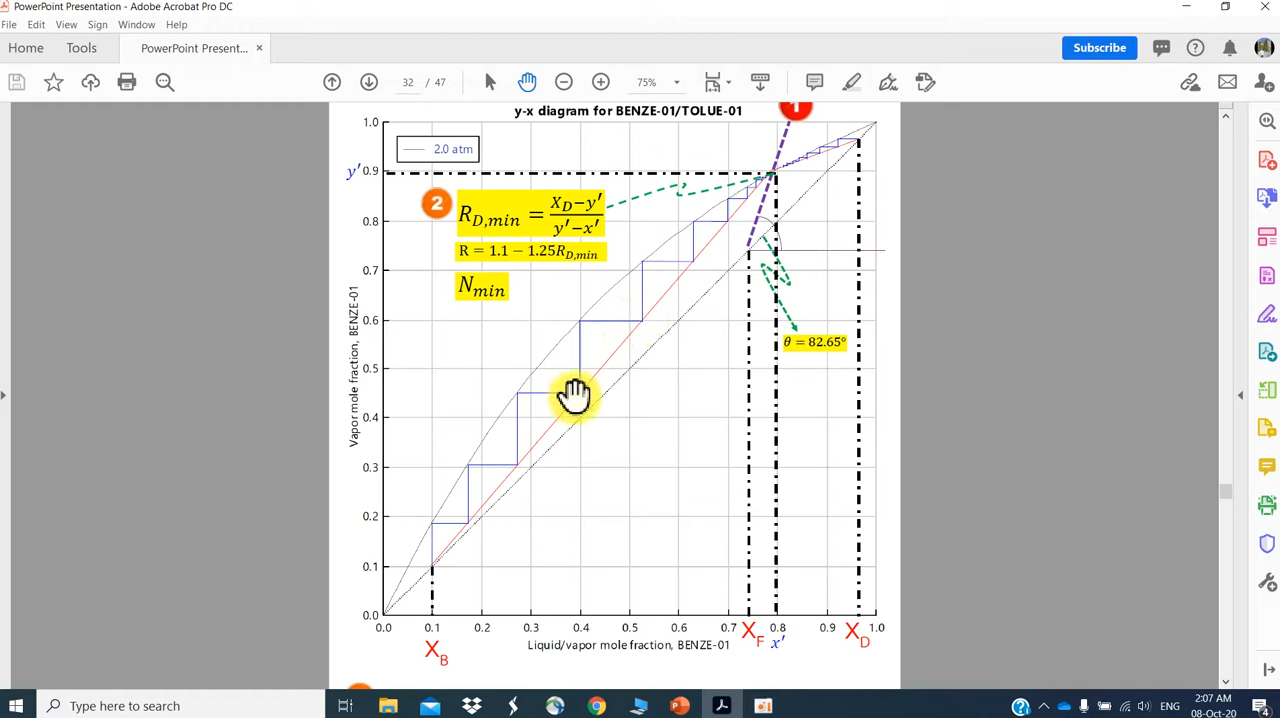 PowerPoint Presentation - Adobe Acrobat Pro DC
File Edit View Sign Window Help
Home Tools PowerPoint Present... × Subscribe
32 / 47 75%
y-x diagram for BENZE-01/TOLUE-01
1
2.0 atm
y'
2
R_{D,min} = \frac{X_D-y'}{y'-x'}
R = 1.1 − 1.25R_{D,min}
N_{min}
θ = 82.65°
1.0
0.9
0.8
0.7
0.6
0.5
0.4
0.3
0.2
0.1
0.0
Vapor mole fraction, BENZE-01
0.0 0.1 0.2 0.3 0.4 0.5 0.6 0.7 0.8 0.9 1.0
X_B X_F x' X_D
Liquid/vapor mole fraction, BENZE-01
Type here to search
ENG
2:07 AM
08-Oct-20
4